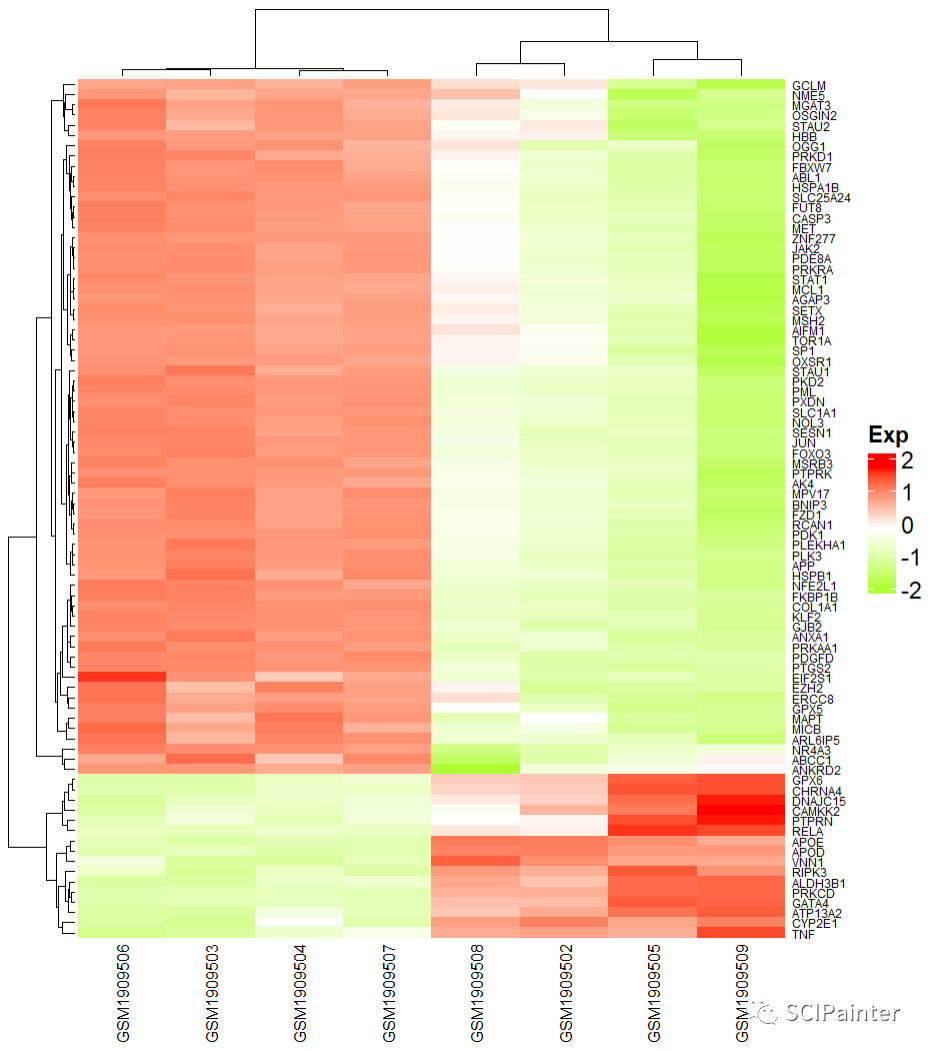 GCLM
NME5
MGAT3
OSGIN2
STAU2
HBB
OGG1
PRKD1
FBXW7
ABL1
HSPA1B
SLC25A24
FUT8
CASP3
MET
ZNF277
JAK2
PDE8A
PRKRA
STAT1
MCL1
AGAP3
SETX
MSH2
AIFM1
TOR1A
SP1
OXSR1
STAU1
PKD2
PML
PXDN
SLC1A1
NOL3
SESN1
JUN
FOXO3
MSRB3
PTPRK
AK4
MPV17
BNIP3
FZD1
RCAN1
PDK1
PLEKHA1
PLK3
APP
HSPB1
NFE2L1
FKBP1B
COL1A1
KLF2
GJB2
ANXA1
PRKAA1
PDGFD
PTGS2
EIF2S1
EZH2
ERCC8
GPX5
MAPT
MICB
ARL6IP5
NR4A3
ABCC1
ANKRD2
GPX6
CHRNA4
DNAJC15
CAMKK2
PTPRN
RELA
APOE
APOD
VNN1
RIPK3
ALDH3B1
PRKCD
GATA4
ATP13A2
CYP2E1
TNF
Exp
2
1
0
-1
-2
GSM1909506
GSM1909503
GSM1909504
GSM1909507
GSM1909508
GSM1909502
GSM1909505
GSM1909509
SCIPainter